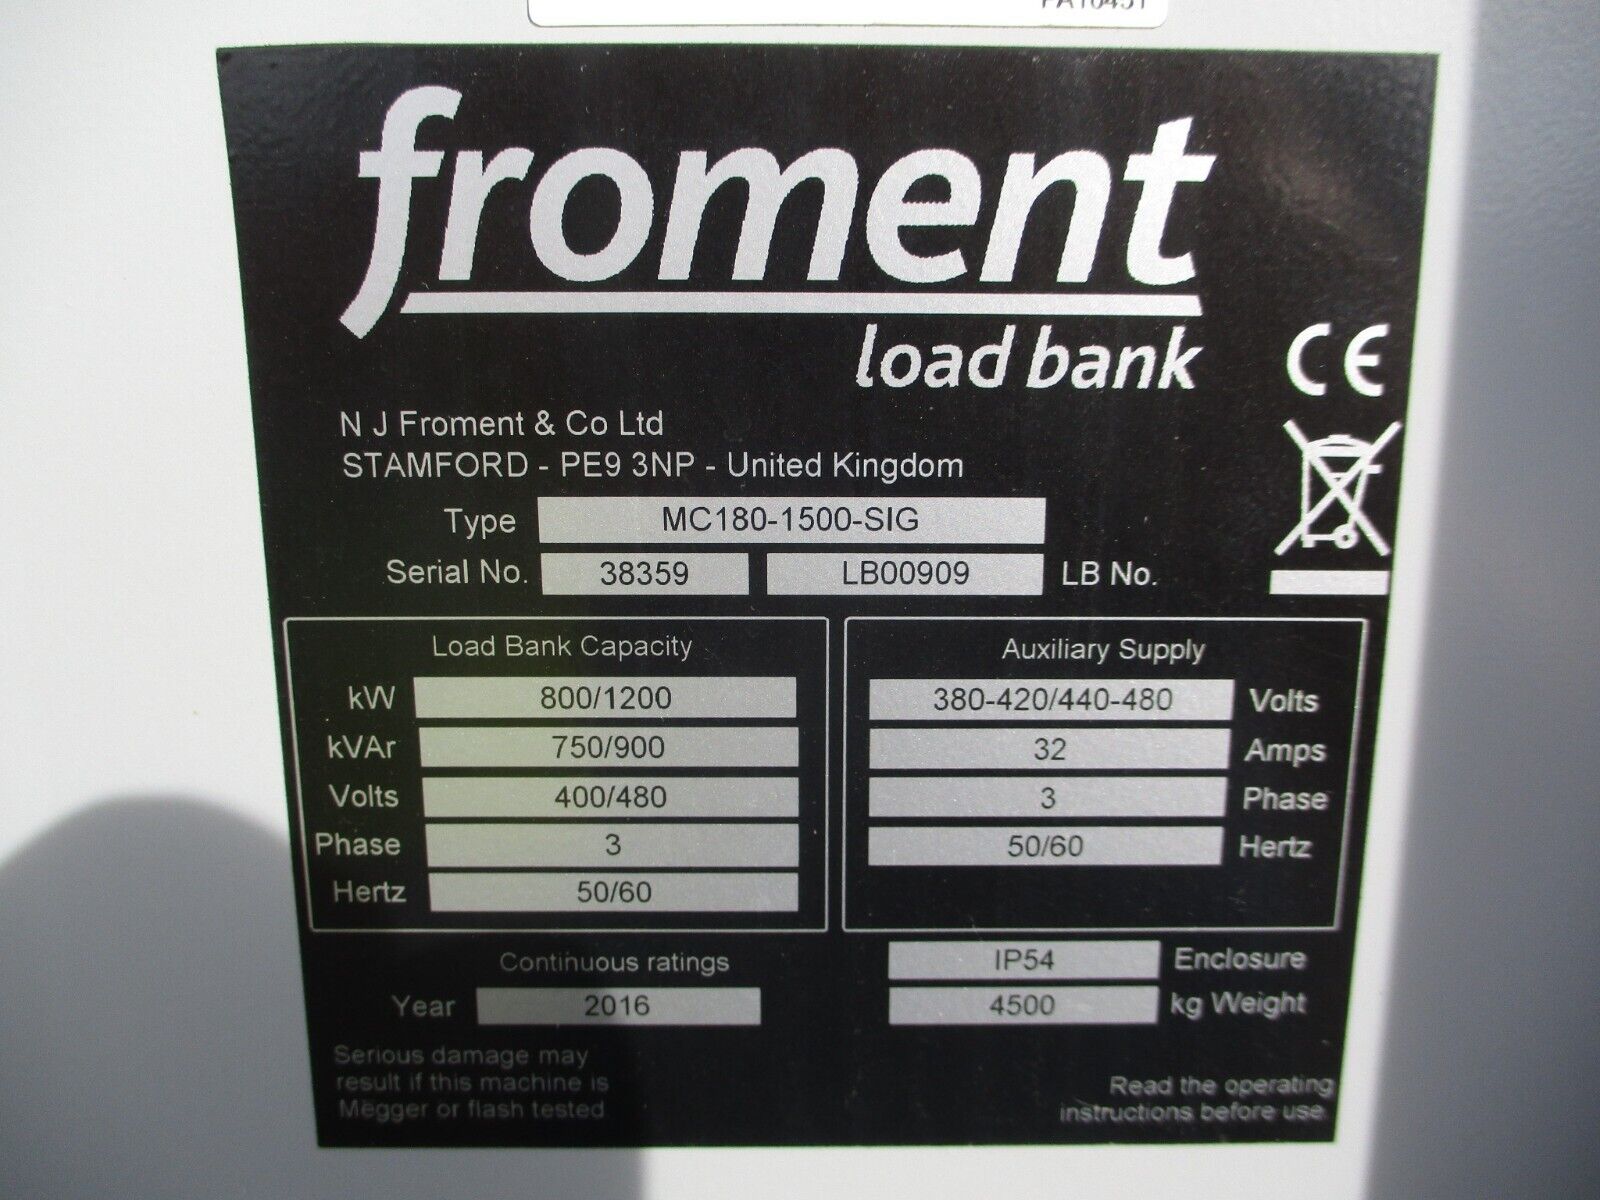 froment
load bank
CE
N J Froment & Co Ltd
STAMFORD - PE9 3NP - United Kingdom
Type MC180-1500-SIG
Serial No. 38359 LB00909 LB No.
Load Bank Capacity
kW 800/1200
kVAr 750/900
Volts 400/480
Phase 3
Hertz 50/60
Auxiliary Supply
380-420/440-480 Volts
32 Amps
3 Phase
50/60 Hertz
Continuous ratings
Year 2016
IP54 Enclosure
4500 kg Weight
Serious damage may
result if this machine is
Megger or flash tested
Read the operating
instructions before use.